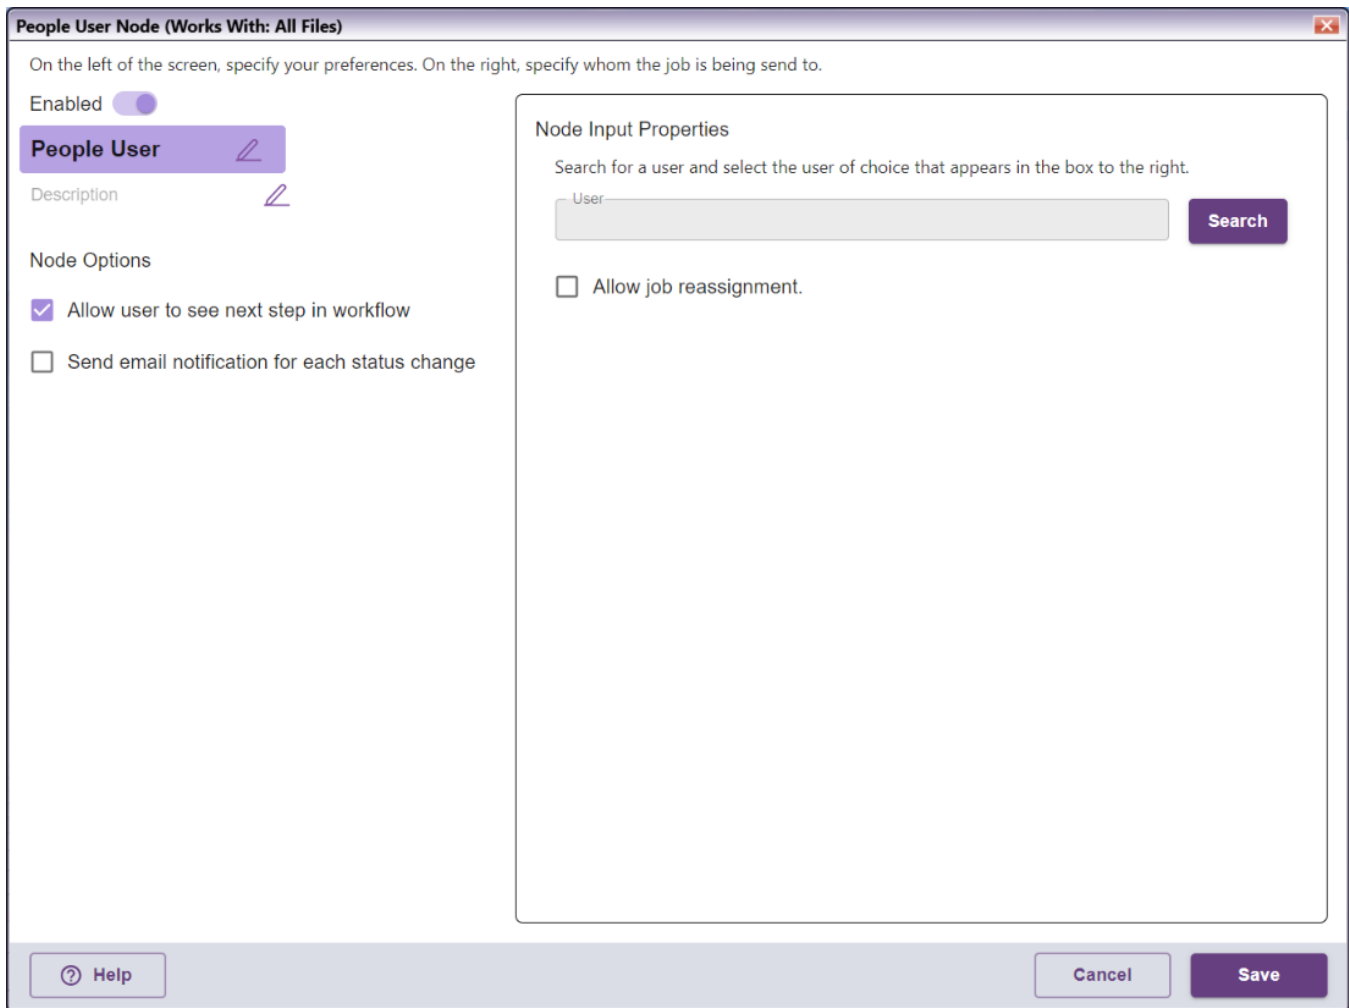 People User Node (Works With: All Files)
On the left of the screen, specify your preferences. On the right, specify whom the job is being send to.
Enabled
People User
Description
Node Options
Allow user to see next step in workflow
Send email notification for each status change
Node Input Properties
Search for a user and select the user of choice that appears in the box to the right.
User
Search
Allow job reassignment.
Help
Cancel
Save